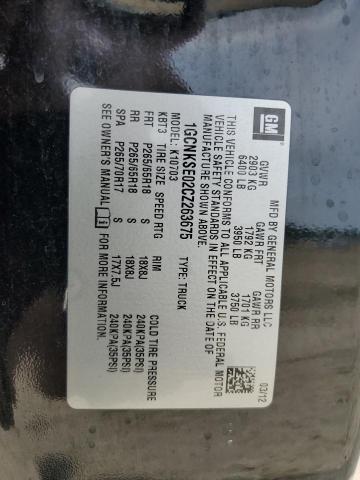 GM
MFD BY GENERAL MOTORS LLC
03/12
GVWR GAWR FRT GAWR RR
2903 KG 1792 KG 1701 KG
6400 LB 3950 LB 3750 LB
THIS VEHICLE CONFORMS TO ALL APPLICABLE U.S. FEDERAL MOTOR
VEHICLE SAFETY STANDARDS IN EFFECT ON THE DATE OF
MANUFACTURE SHOWN ABOVE.
1GCNKSE02CZ263675 TYPE: TRUCK
MODEL: K10703
KBT3 TIRE SIZE SPEED RTG RIM COLD TIRE PRESSURE
FRT P265/65R18 S 18X8J 240KPA(35PSI)
RR P265/65R18 S 18X8J 240KPA(35PSI)
SPA P265/70R17 S 17X7.5J 240KPA(35PSI)
SEE OWNER'S MANUAL